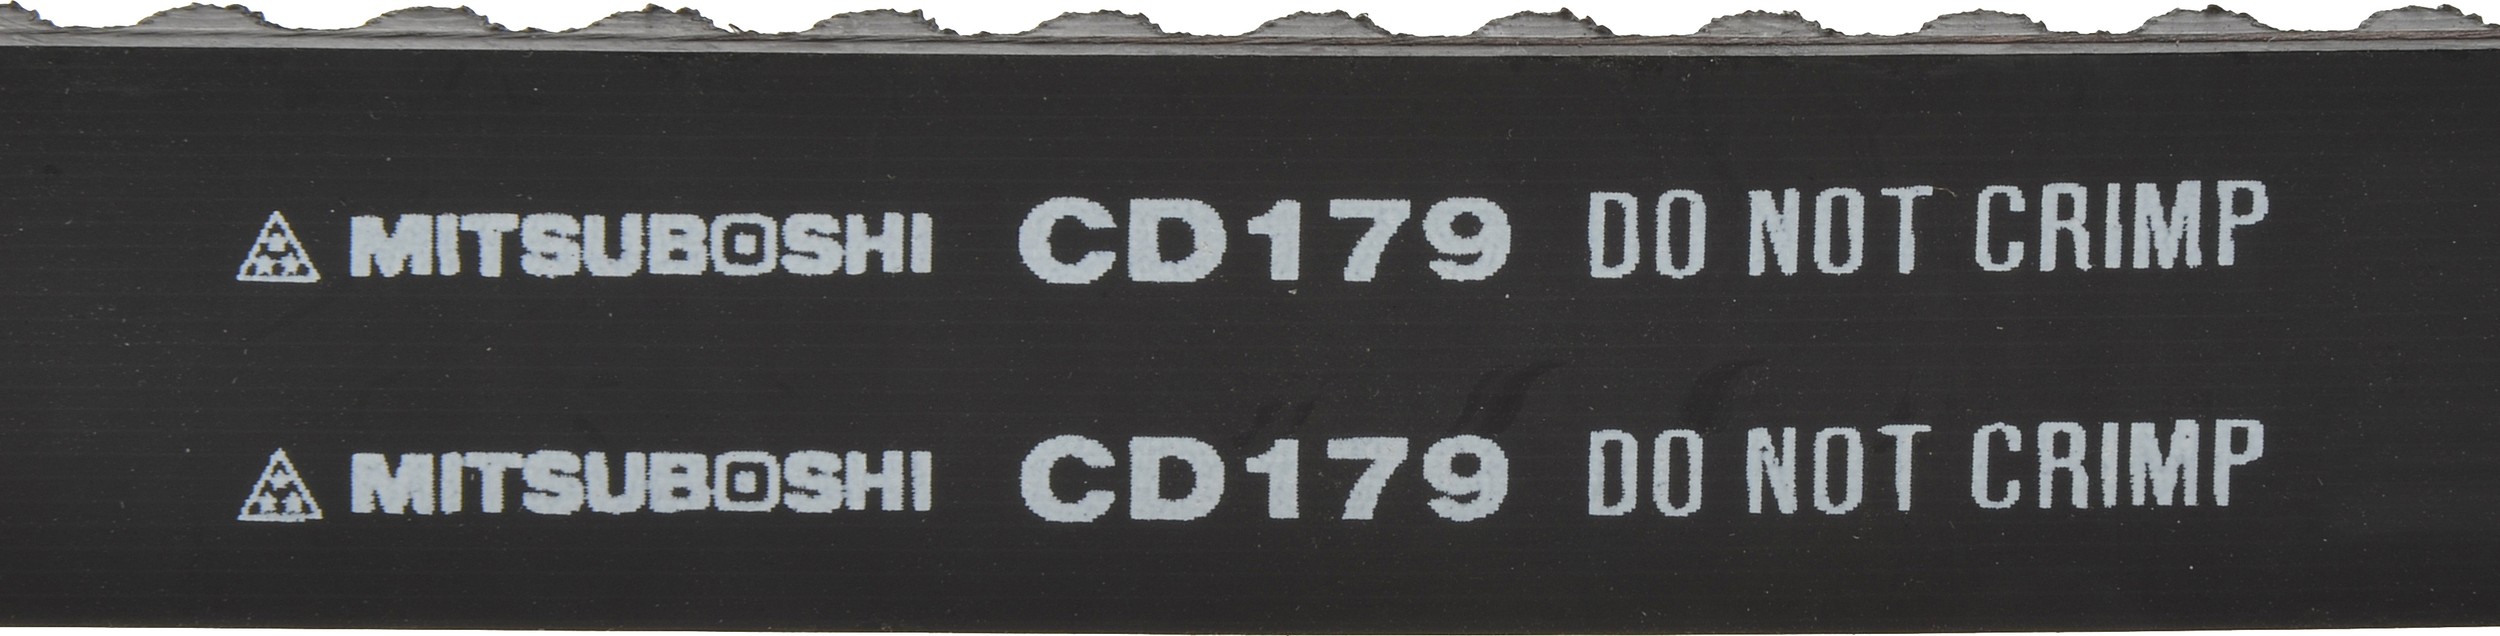 MITSUBOSHI CD179 DO NOT CRIMP
MITSUBOSHI CD179 DO NOT CRIMP